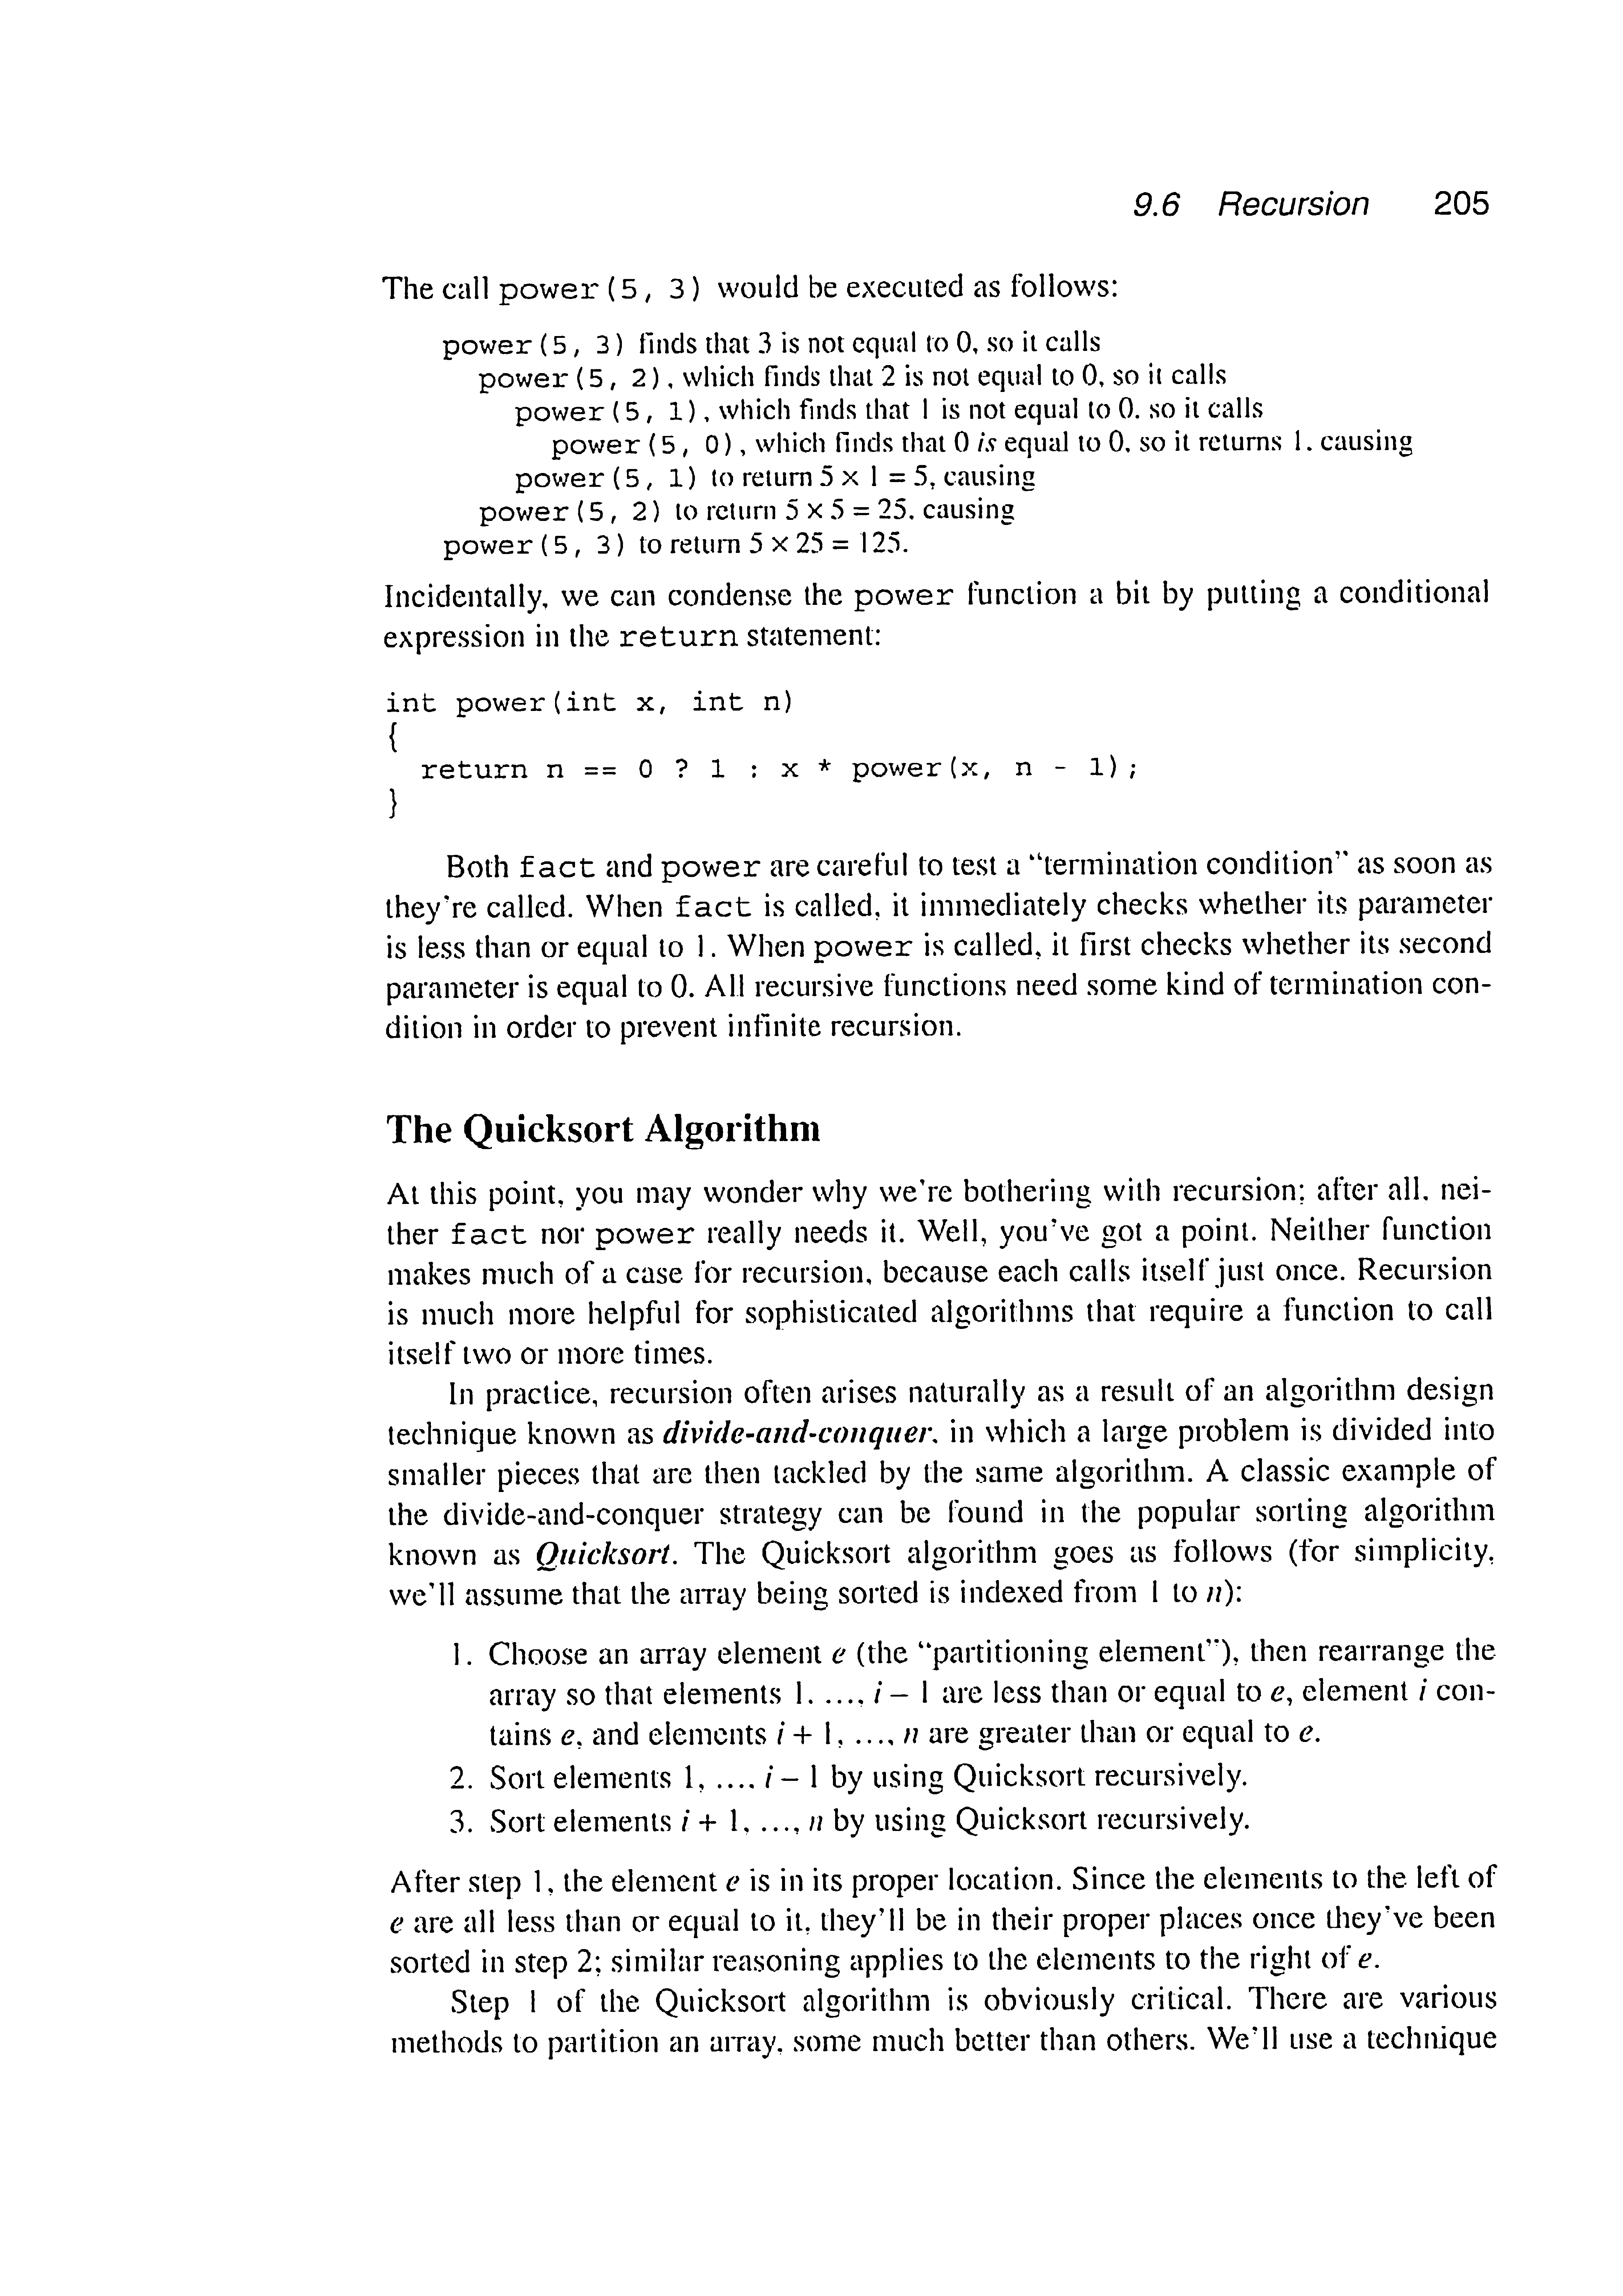 9.6 Recursion 205
The call power(5, 3) would be executed as follows:
power(5, 3) finds that 3 is not equal to 0, so it calls
power(5, 2), which finds that 2 is not equal to 0, so it calls
power(5, 1), which finds that 1 is not equal to 0, so it calls
power(5, 0), which finds that 0 is equal to 0, so it returns 1, causing
power(5, 1) to return 5 × 1 = 5, causing
power(5, 2) to return 5 × 5 = 25, causing
power(5, 3) to return 5 × 25 = 125.
Incidentally, we can condense the power function a bit by putting a conditional
expression in the return statement:
int power(int x, int n)
{
return n == 0 ? 1 : x * power(x, n - 1);
}
Both fact and power are careful to test a “termination condition” as soon as
they're called. When fact is called, it immediately checks whether its parameter
is less than or equal to 1. When power is called, it first checks whether its second
parameter is equal to 0. All recursive functions need some kind of termination con-
dition in order to prevent infinite recursion.
The Quicksort Algorithm
At this point, you may wonder why we're bothering with recursion; after all, nei-
ther fact nor power really needs it. Well, you've got a point. Neither function
makes much of a case for recursion, because each calls itself just once. Recursion
is much more helpful for sophisticated algorithms that require a function to call
itself two or more times.
In practice, recursion often arises naturally as a result of an algorithm design
technique known as divide-and-conquer, in which a large problem is divided into
smaller pieces that are then tackled by the same algorithm. A classic example of
the divide-and-conquer strategy can be found in the popular sorting algorithm
known as Quicksort. The Quicksort algorithm goes as follows (for simplicity,
we'll assume that the array being sorted is indexed from 1 to n):
1. Choose an array element e (the “partitioning element”), then rearrange the
array so that elements 1, ..., i – 1 are less than or equal to e, element i con-
tains e, and elements i + 1, ..., n are greater than or equal to e.
2. Sort elements 1, ..., i – 1 by using Quicksort recursively.
3. Sort elements i + 1, ..., n by using Quicksort recursively.
After step 1, the element e is in its proper location. Since the elements to the left of
e are all less than or equal to it, they'll be in their proper places once they've been
sorted in step 2; similar reasoning applies to the elements to the right of e.
Step 1 of the Quicksort algorithm is obviously critical. There are various
methods to partition an array, some much better than others. We'll use a technique